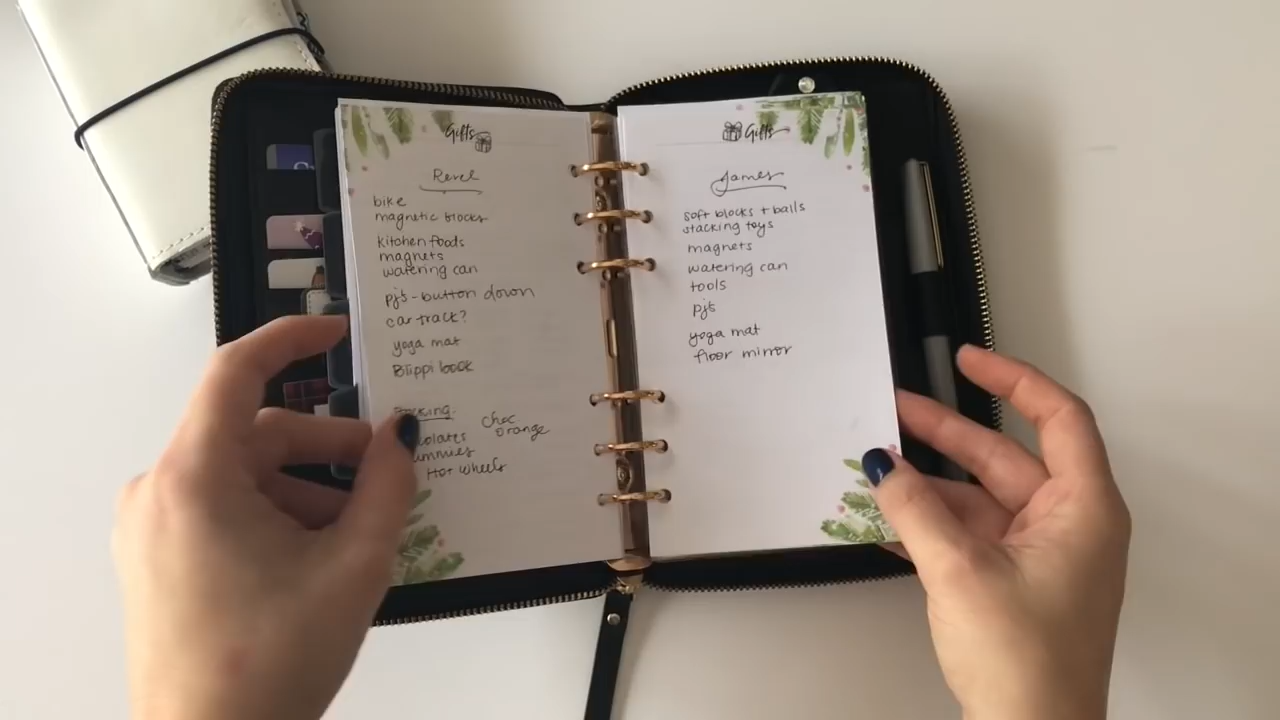 Gifts
Revel
bike
magnetic blocks
kitchen foods
magnets
watering can
pjs - button down
car track?
yoga mat
Blippi book
choc
orange
Hot wheels
Gifts
James
soft blocks + balls
stacking toys
magnets
watering can
tools
pjs
yoga mat
floor mirror